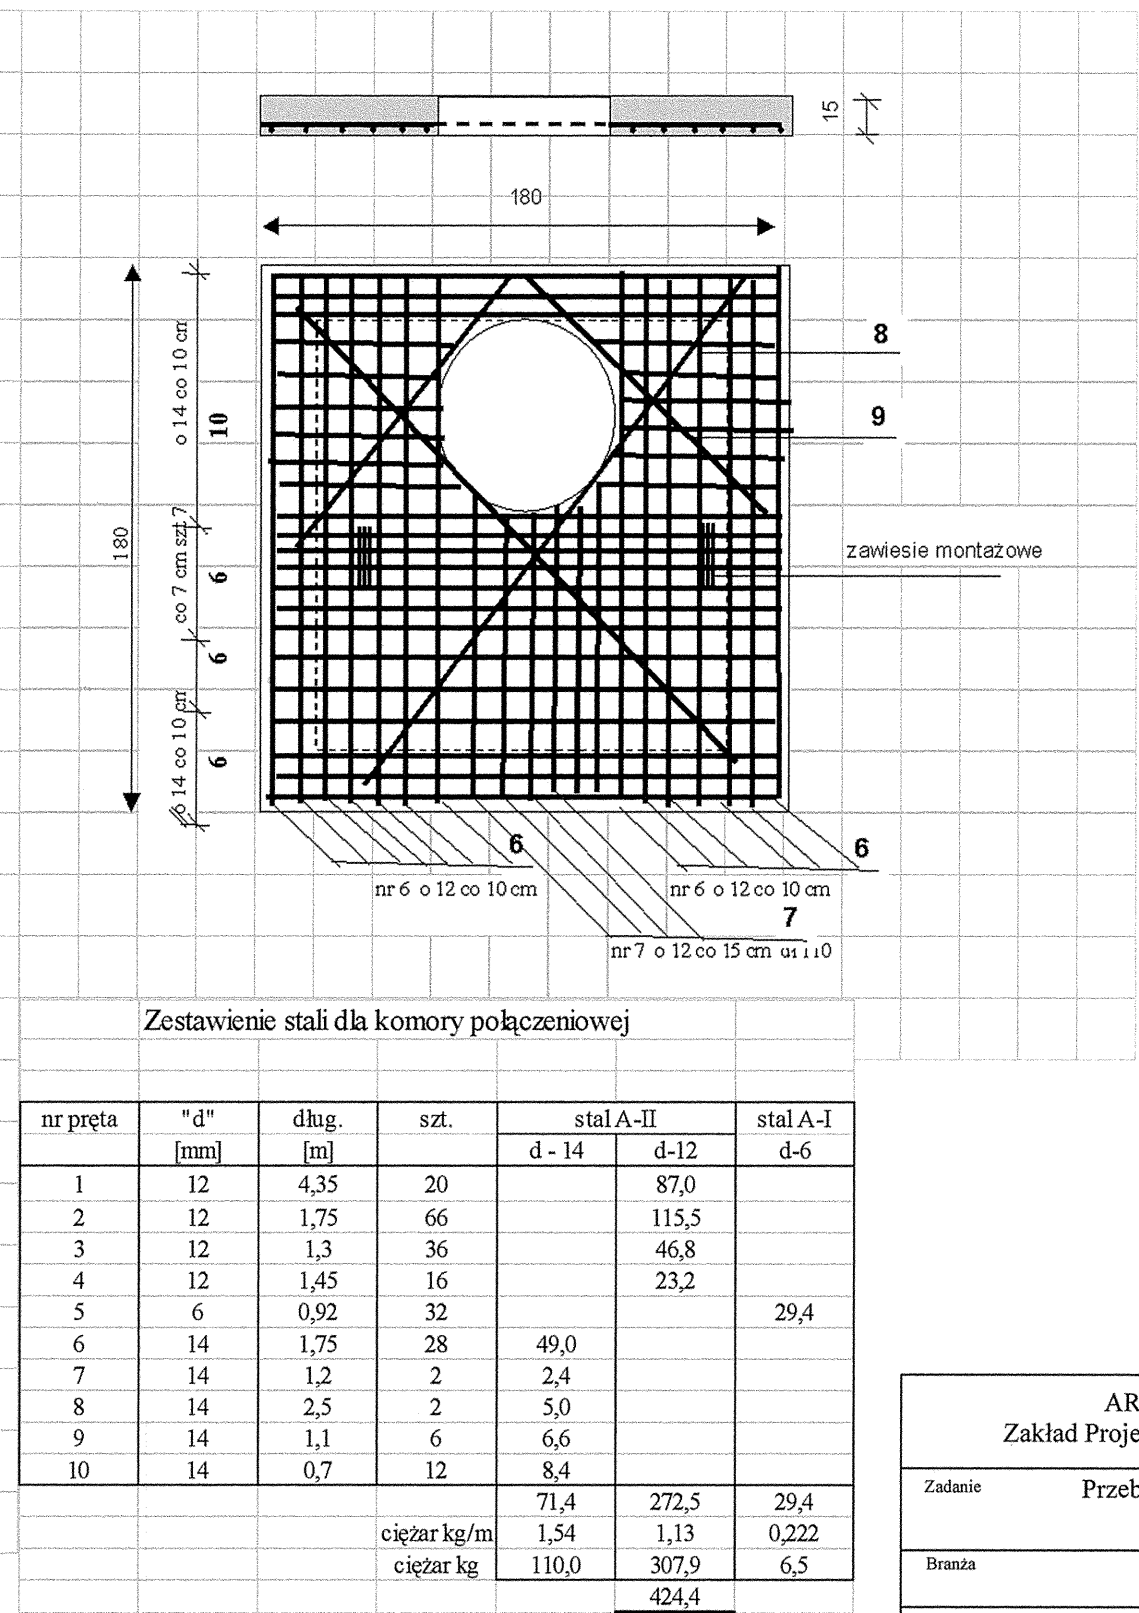 15
180
180
o 14 co 10 cm
10
co 7 cm szt 7
6
6
o 14 co 10 cm
6
8
9
zawiesie montażowe
6
6
nr 6 o 12 co 10 cm
nr 6 o 12 co 10 cm
7
nr 7 o 12 co 15 cm
Zestawienie stali dla komory połączeniowej
nr pręta "d" dług. szt. stal A-II stal A-I
[mm] [m] d - 14 d-12 d-6
1 12 4,35 20 87,0
2 12 1,75 66 115,5
3 12 1,3 36 46,8
4 12 1,45 16 23,2
5 6 0,92 32 29,4
6 14 1,75 28 49,0
7 14 1,2 2 2,4
8 14 2,5 2 5,0
9 14 1,1 6 6,6
10 14 0,7 12 8,4
71,4 272,5 29,4
ciężar kg/m 1,54 1,13 0,222
ciężar kg 110,0 307,9 6,5
424,4
AR
Zakład Proje
Zadanie Przeb
Branża